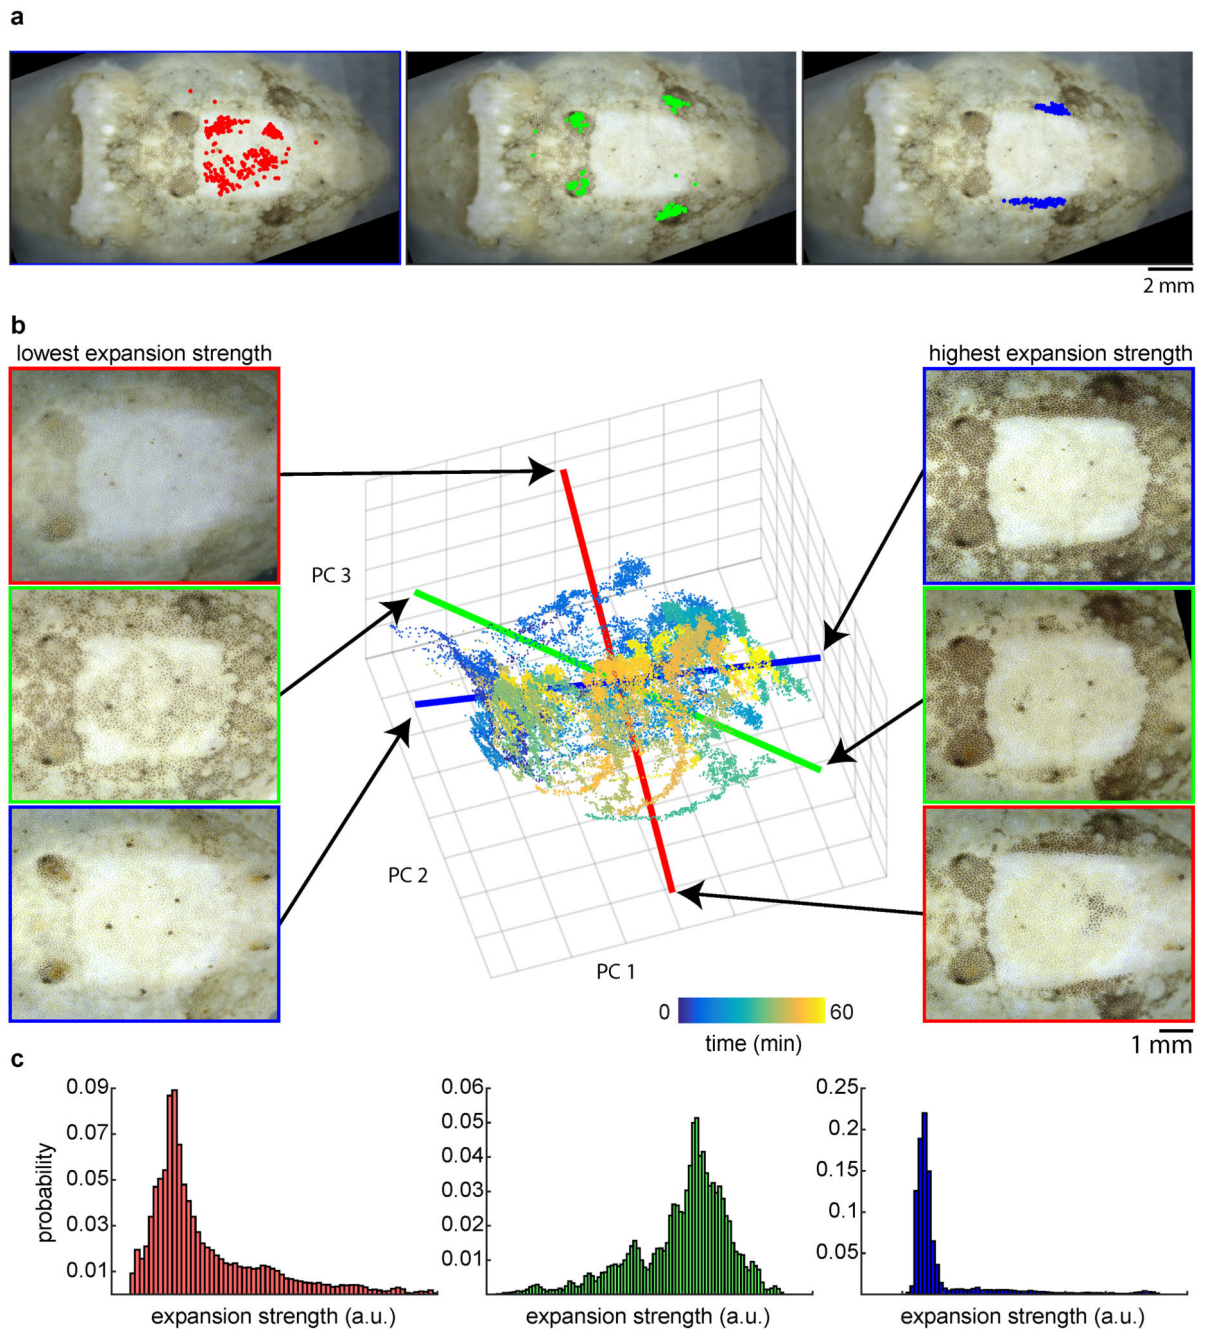 a
2 mm
b
lowest expansion strength
highest expansion strength
PC 3
PC 2
PC 1
0
60
time (min)
1 mm
c
0.09
0.07
0.05
0.03
0.01
probability
expansion strength (a.u.)
0.06
0.05
0.04
0.03
0.02
0.01
expansion strength (a.u.)
0.25
0.2
0.15
0.1
0.05
expansion strength (a.u.)